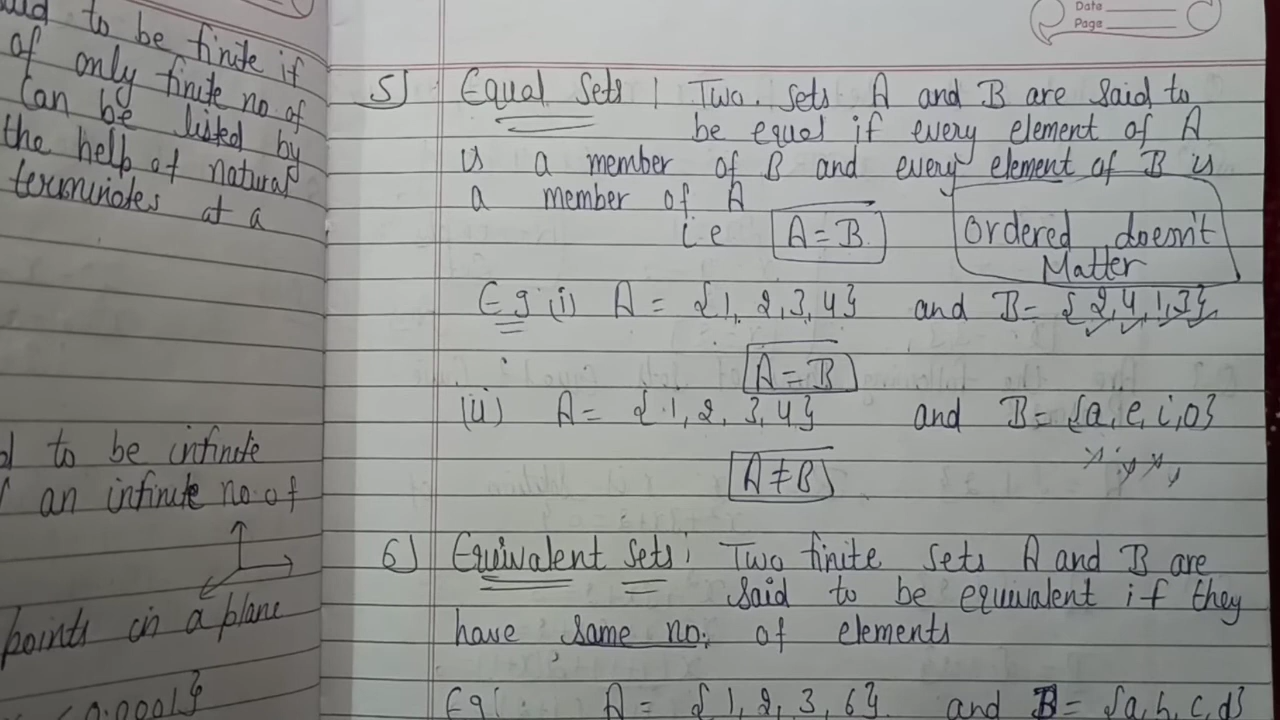 said to be finite if
of only finite no. of
Can be listed by
the help of natural
terminates at a
d to be infinite
an infinite no. of
points in a plane
0.0001}
Date
Page
5) Equal Sets : Two sets A and B are said to
be equal if every element of A
is a member of B and every element of B is
a member of A
i.e A = B
Ordered doesn't
Matter
Eg (i) A = {1, 2, 3, 4} and B = {2, 4, 1, 3}
A = B
(ii) A = {1, 2, 3, 4} and B = {a, e, i, o}
A ≠ B
6) Equivalent Sets : Two finite sets A and B are
said to be equivalent if they
have same no. of elements
Eg: A = {1, 2, 3, 6} and B = {a, b, c, d}